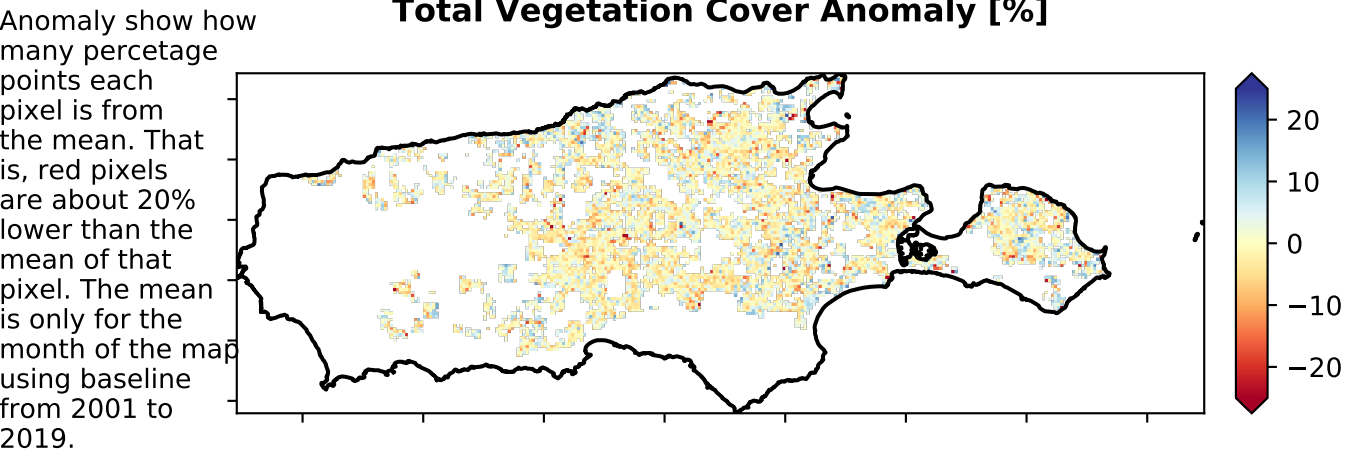 Total Vegetation Cover Anomaly [%]
Anomaly show how
many percetage
points each
pixel is from
the mean. That
is, red pixels
are about 20%
lower than the
mean of that
pixel. The mean
is only for the
month of the map
using baseline
from 2001 to
2019.
20
10
0
−10
−20